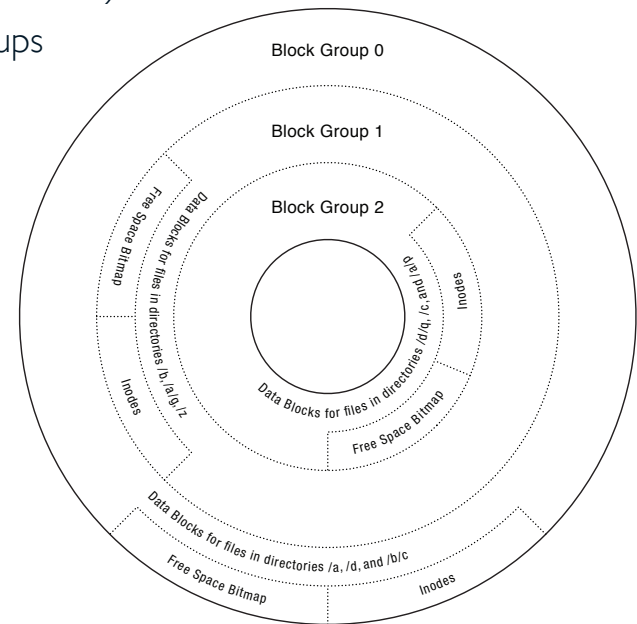 ups
Block Group 0
Block Group 1
Block Group 2
Free Space Bitmap
Data Blocks for files in directories /b, /a/g, /z
Inodes
Inodes
Data Blocks for files in directories /d/q, /c, and /a/p
Free Space Bitmap
Data Blocks for files in directories /a, /d, and /b/c
Free Space Bitmap
Inodes